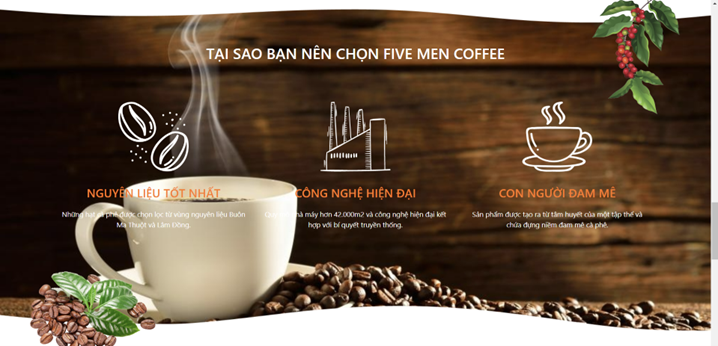 TẠI SAO BẠN NÊN CHỌN FIVE MEN COFFEE
NGUYÊN LIỆU TỐT NHẤT
Những hạt cà phê được chọn lọc từ vùng nguyên liệu Buôn
Ma Thuột và Lâm Đồng.
CÔNG NGHỆ HIỆN ĐẠI
nhà máy hơn 42.000m2 và công nghệ hiện đại kết
hợp với bí quyết truyền thống.
CON NGƯỜI ĐAM MÊ
Sản phẩm được tạo ra từ tâm huyết của một tập thể và
chứa đựng niềm đam mê cà phê.